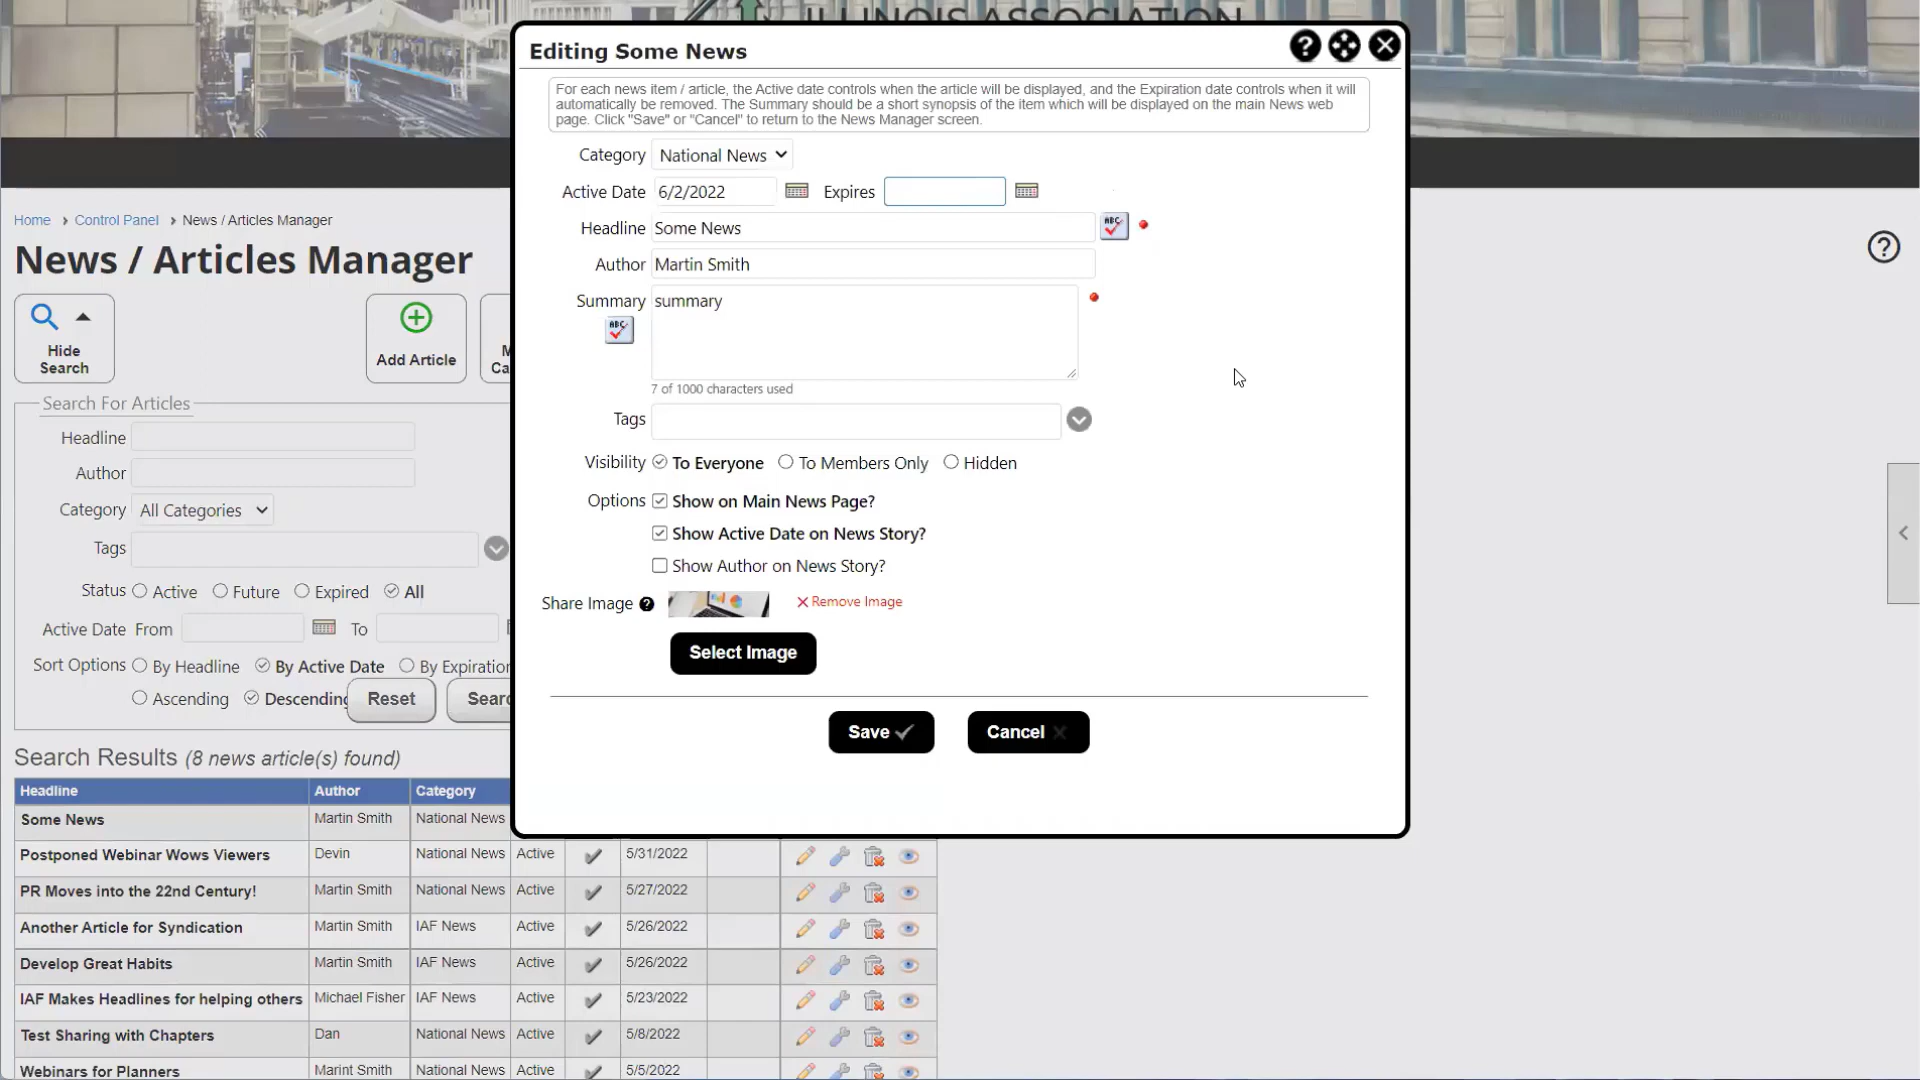 ILLINOIS ASSOCIATION
Editing Some News
For each news item / article, the Active date controls when the article will be displayed, and the Expiration date controls when it will
automatically be removed. The Summary should be a short synopsis of the item which will be displayed on the main News web
page. Click "Save" or "Cancel" to return to the News Manager screen.
Category National News
Active Date 6/2/2022 Expires
Headline Some News ABC
Author Martin Smith
Summary summary
ABC
7 of 1000 characters used
Tags
Visibility To Everyone To Members Only Hidden
Options Show on Main News Page?
Show Active Date on News Story?
Show Author on News Story?
Share Image ? Remove Image
Select Image
Save Cancel
Home > Control Panel > News / Articles Manager
News / Articles Manager
Hide
Search
Add Article
Search For Articles
Headline
Author
Category All Categories
Tags
Status Active Future Expired All
Active Date From To
Sort Options By Headline By Active Date By Expiration
Ascending Descending Reset
Search Results (8 news article(s) found)
Headline Author Category
Some News Martin Smith National News
Postponed Webinar Wows Viewers Devin National News Active 5/31/2022
PR Moves into the 22nd Century! Martin Smith National News Active 5/27/2022
Another Article for Syndication Martin Smith IAF News Active 5/26/2022
Develop Great Habits Martin Smith IAF News Active 5/26/2022
IAF Makes Headlines for helping others Michael Fisher IAF News Active 5/23/2022
Test Sharing with Chapters Dan National News Active 5/8/2022
Webinars for Planners Marint Smith National News Active 5/5/2022